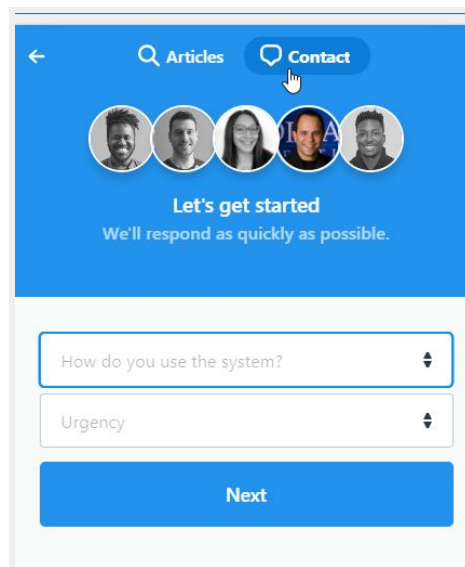 Articles
Contact
Let's get started
We'll respond as quickly as possible.
How do you use the system?
Urgency
Next